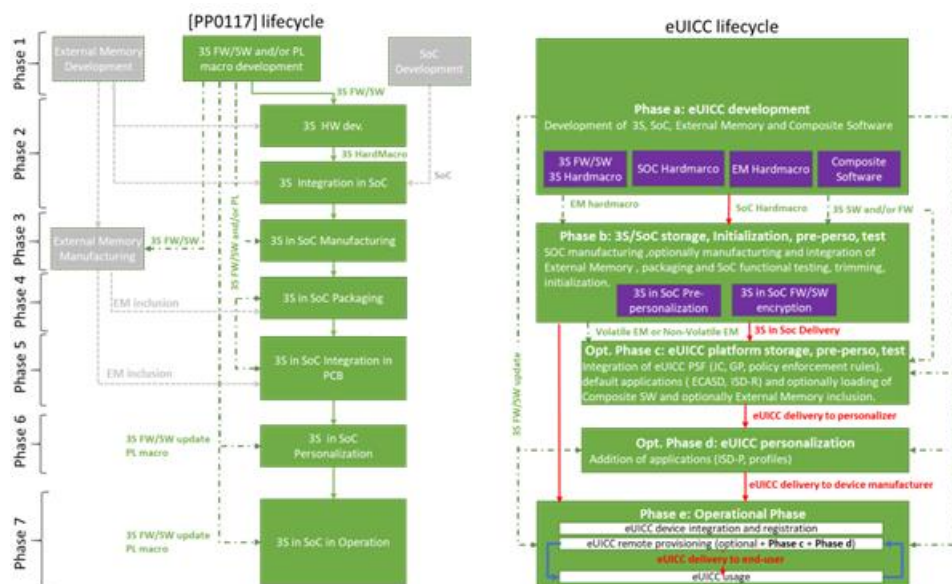 [PP0117] lifecycle
Phase 1
External Memory
Development
3S FW/SW and/or PL
macro development
SoC
Development
3S FW/SW
Phase 2
3S HW dev.
3S HardMacro
3S Integration in SoC
SoC
3S FW/SW and/or PL
Phase 3
External Memory
Manufacturing
3S FW/SW
3S in SoC Manufacturing
Phase 4
EM inclusion
3S in SoC Packaging
Phase 5
EM inclusion
3S in SoC Integration in
PCB
Phase 6
3S FW/SW update
PL macro
3S in SoC
Personalization
Phase 7
3S FW/SW update
PL macro
3S in SoC in Operation
eUICC lifecycle
Phase a: eUICC development
Development of 3S, SoC, External Memory and Composite Software
3S FW/SW
3S Hardmacro
SOC Hardmarco
EM Hardmacro
Composite
Software
EM hardmacro
SoC Hardmacro
3S SW and/or FW
Phase b: 3S/SoC storage, Initialization, pre-perso, test
SOC manufacturing ,optionally manufacturting and integration of
External Memory , packaging and SoC functional testing, trimming,
initialization.
3S in SoC Pre-
personalization
3S in SoC FW/SW
encryption
Volatile EM or Non-Volatile EM
3S in Soc Delivery
Opt. Phase c: eUICC platform storage, pre-perso, test
Integration of eUICC PSF (JC, GP, policy enforcement rules),
default applications ( ECASD, ISD-R) and optionally loading of
Composite SW and optionally External Memory inclusion.
3S FW/SW update
eUICC delivery to personalizer
Opt. Phase d: eUICC personalization
Addition of applications (ISD-P, profiles)
eUICC delivery to device manufacturer
Phase e: Operational Phase
eUICC device integration and registration
eUICC remote provisioning (optional + Phase c + Phase d)
eUICC delivery to end-user
eUICC usage